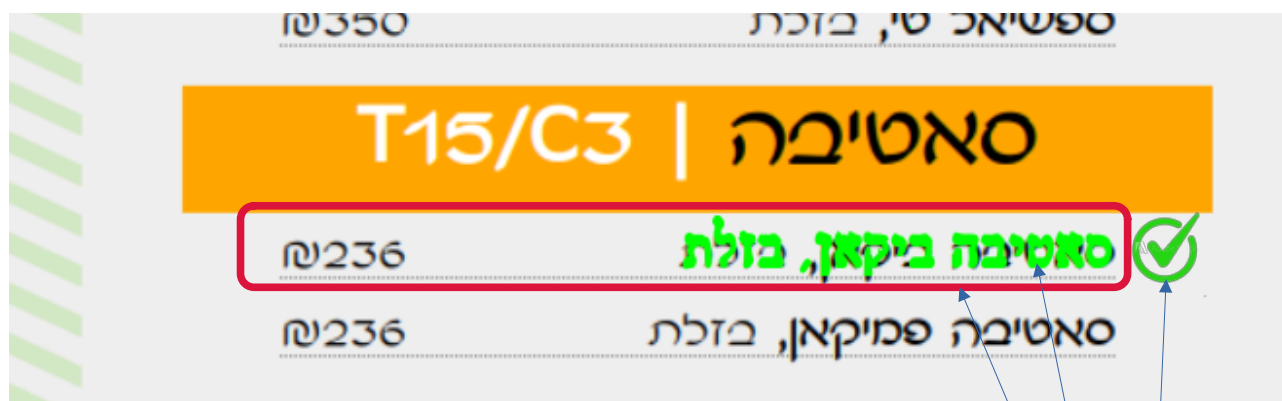 ספשיאל טי, בזלת ₪350
סאטיבה | T15/C3
סאטיבה ביקאן, בזלת ₪236
סאטיבה פמיקאן, בזלת ₪236